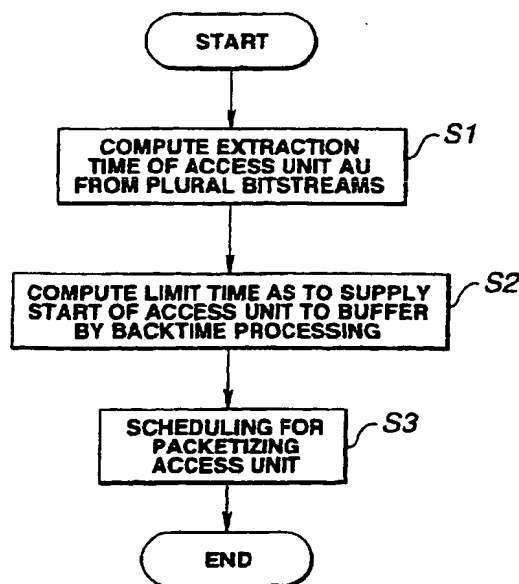 START
COMPUTE EXTRACTION
TIME OF ACCESS UNIT AU
FROM PLURAL BITSTREAMS
S1
COMPUTE LIMIT TIME AS TO SUPPLY
START OF ACCESS UNIT TO BUFFER
BY BACKTIME PROCESSING
S2
SCHEDULING FOR
PACKETIZING
ACCESS UNIT
S3
END